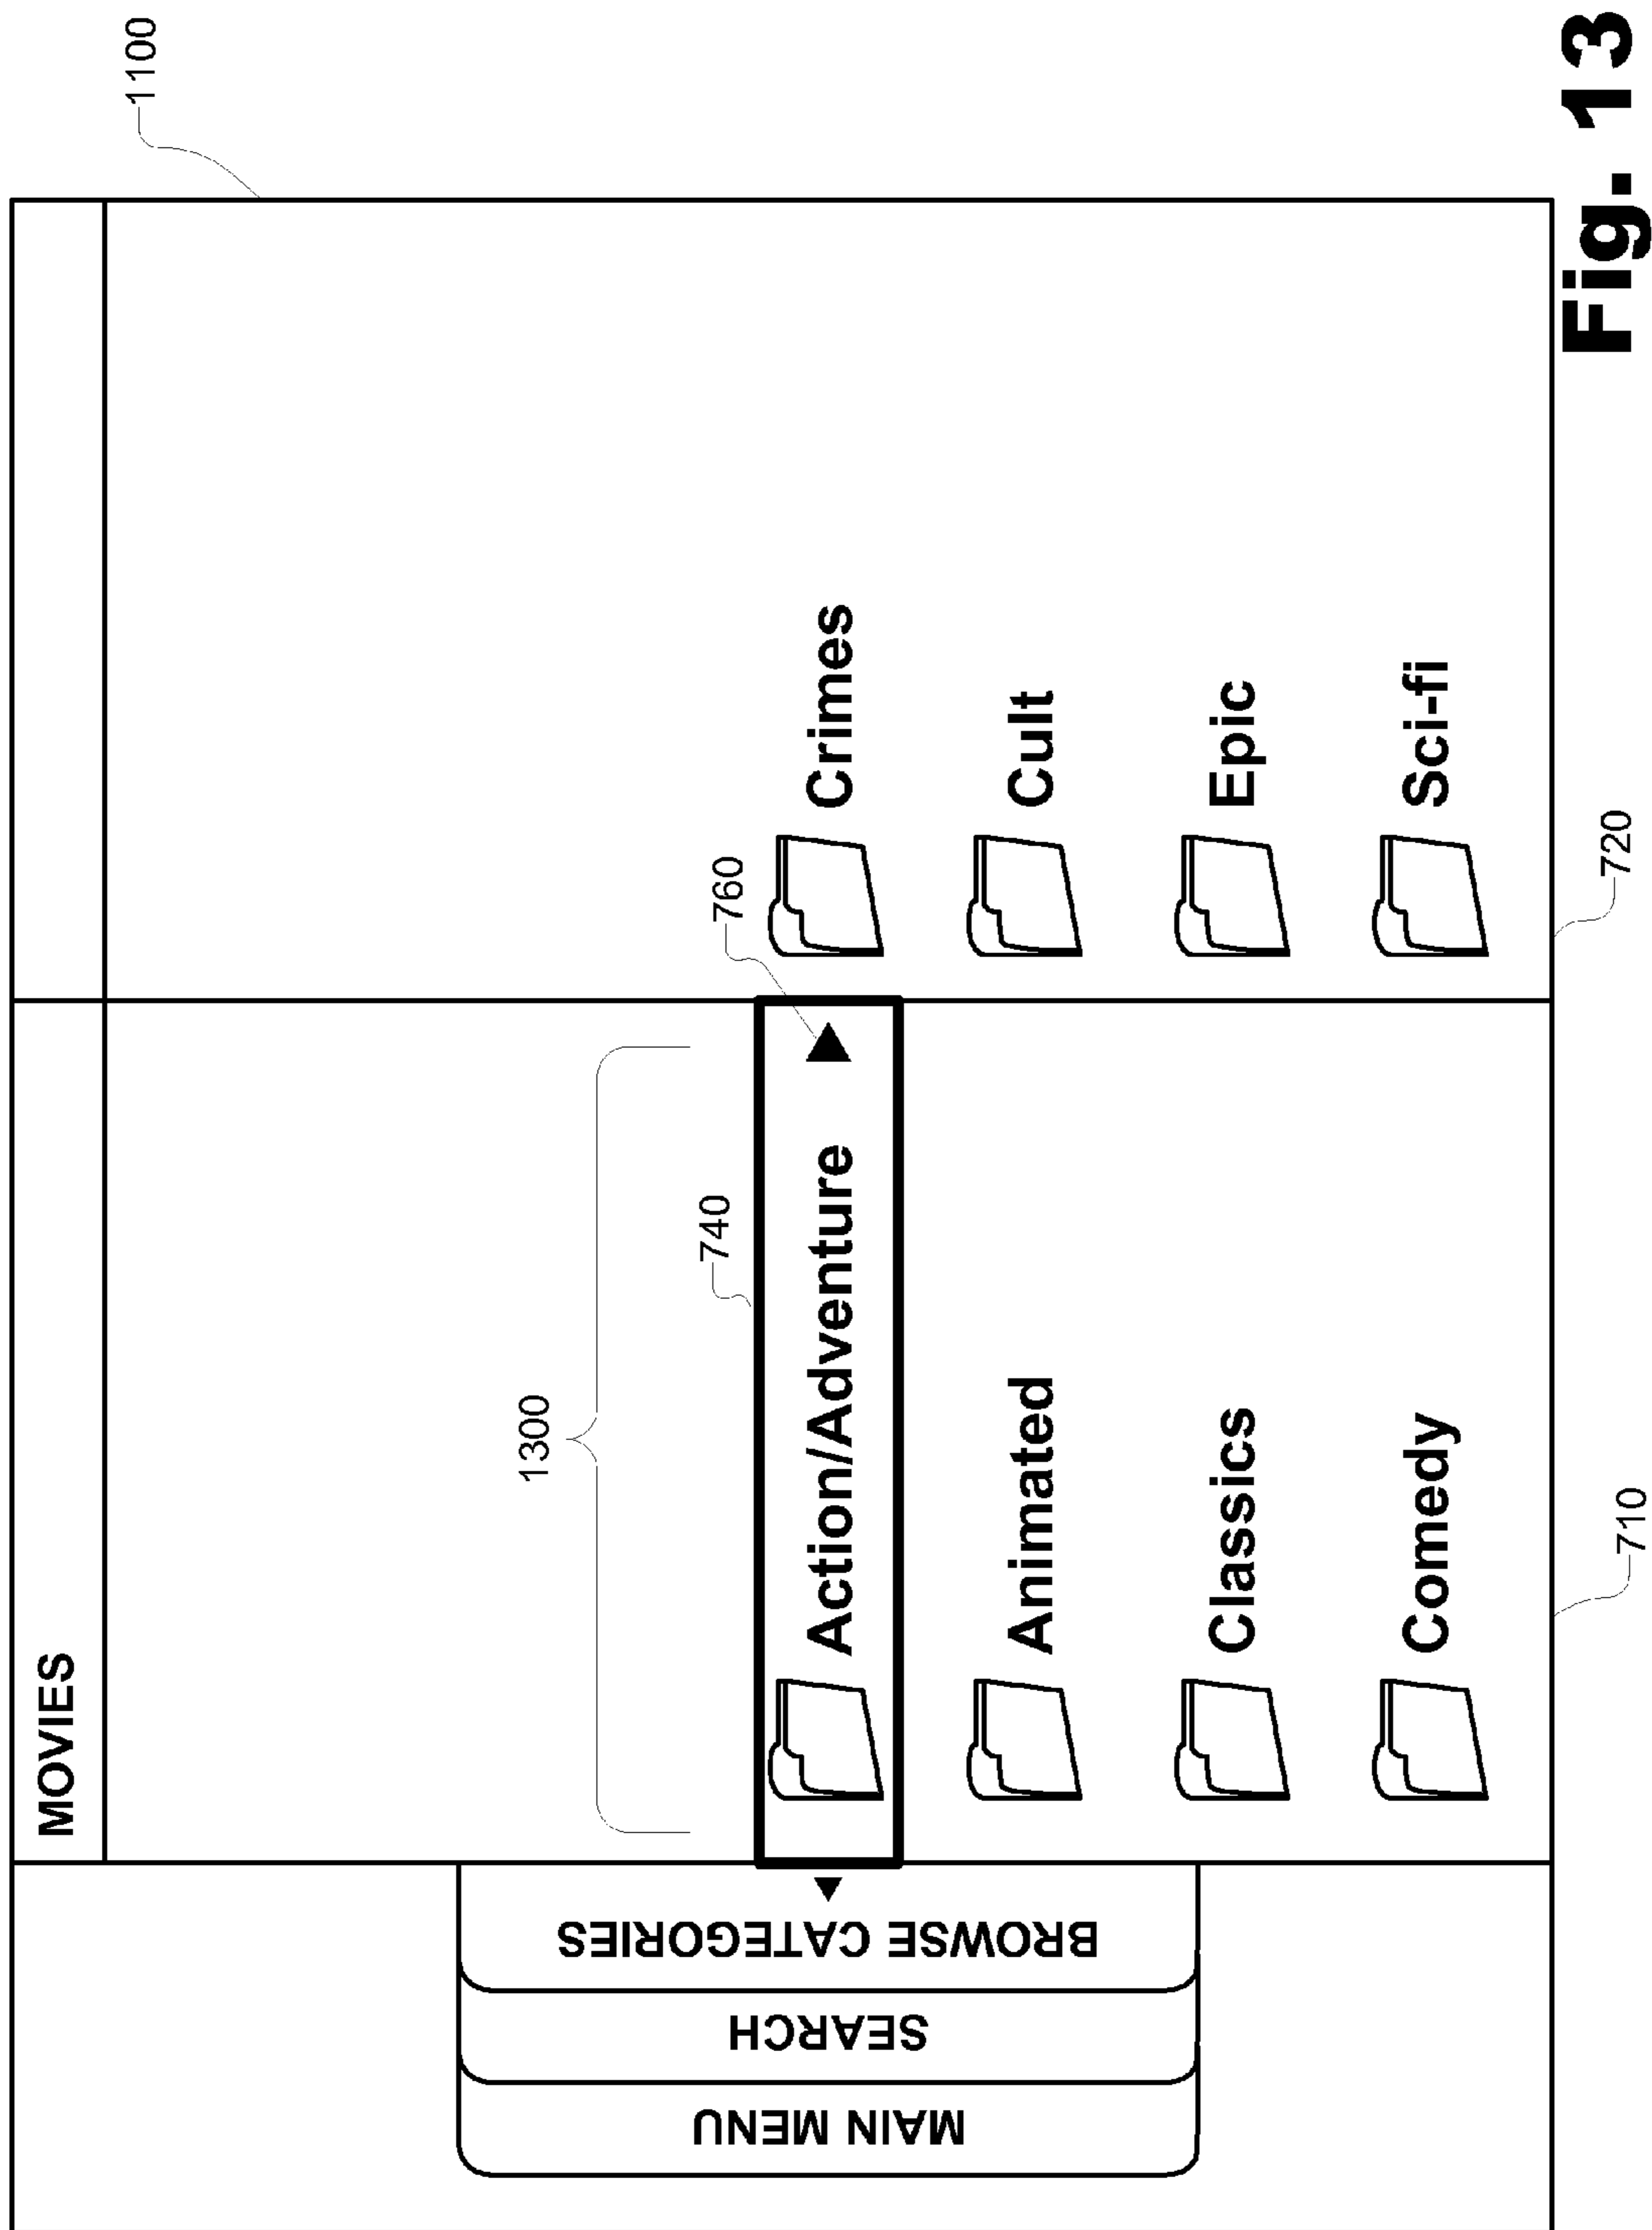 1100
MOVIES
1300
740
760
MAIN MENU
SEARCH
BROWSE CATEGORIES
Action/Adventure
Crimes
Animated
Cult
Classics
Epic
Comedy
Sci-fi
710
720
Fig. 13